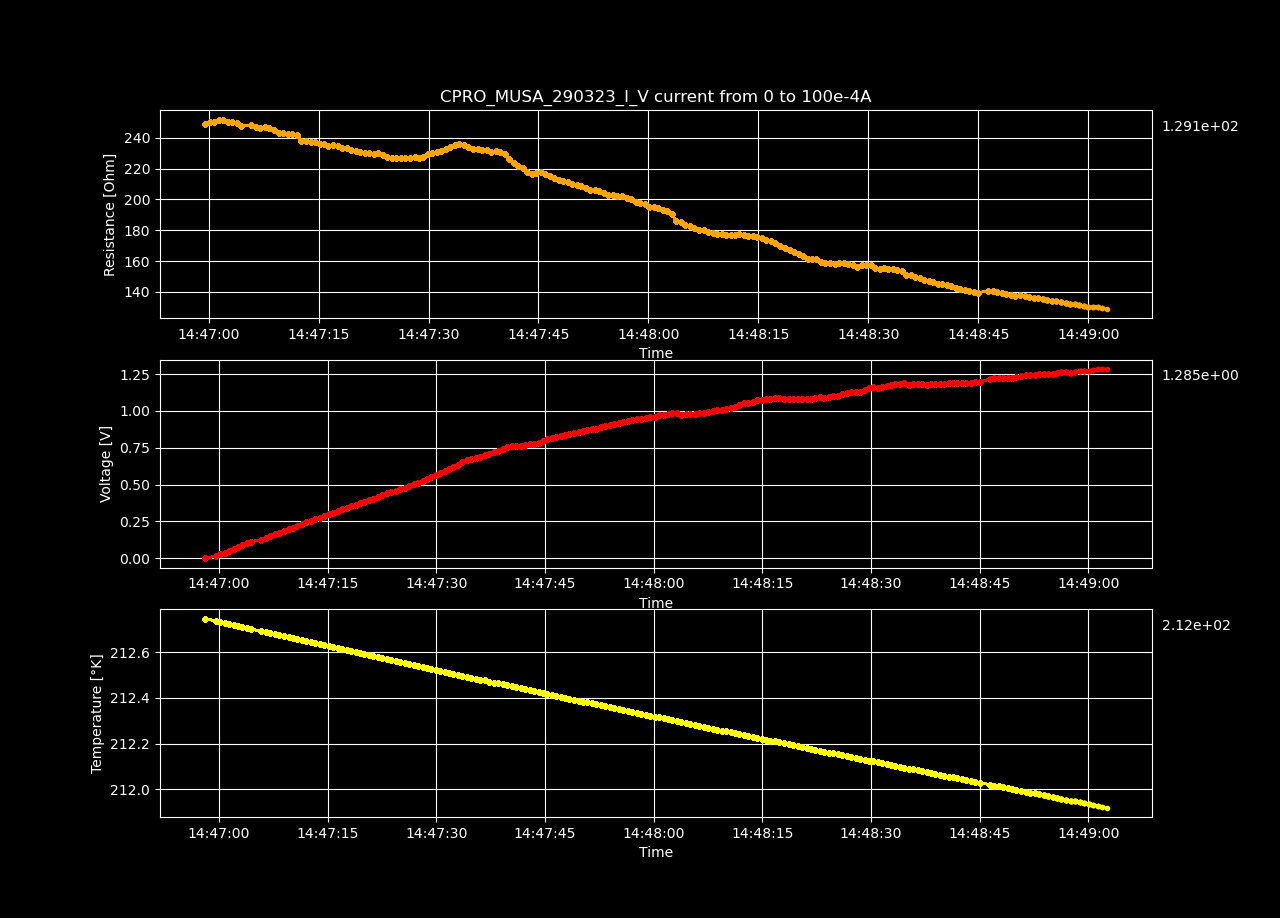 CPRO_MUSA_290323_I_V current from 0 to 100e-4A
1.291e+02
Resistance [Ohm]
240
220
200
180
160
140
14:47:00 14:47:15 14:47:30 14:47:45 14:48:00 14:48:15 14:48:30 14:48:45 14:49:00
Time
1.285e+00
Voltage [V]
1.25
1.00
0.75
0.50
0.25
0.00
14:47:00 14:47:15 14:47:30 14:47:45 14:48:00 14:48:15 14:48:30 14:48:45 14:49:00
Time
2.12e+02
Temperature [°K]
212.6
212.4
212.2
212.0
14:47:00 14:47:15 14:47:30 14:47:45 14:48:00 14:48:15 14:48:30 14:48:45 14:49:00
Time